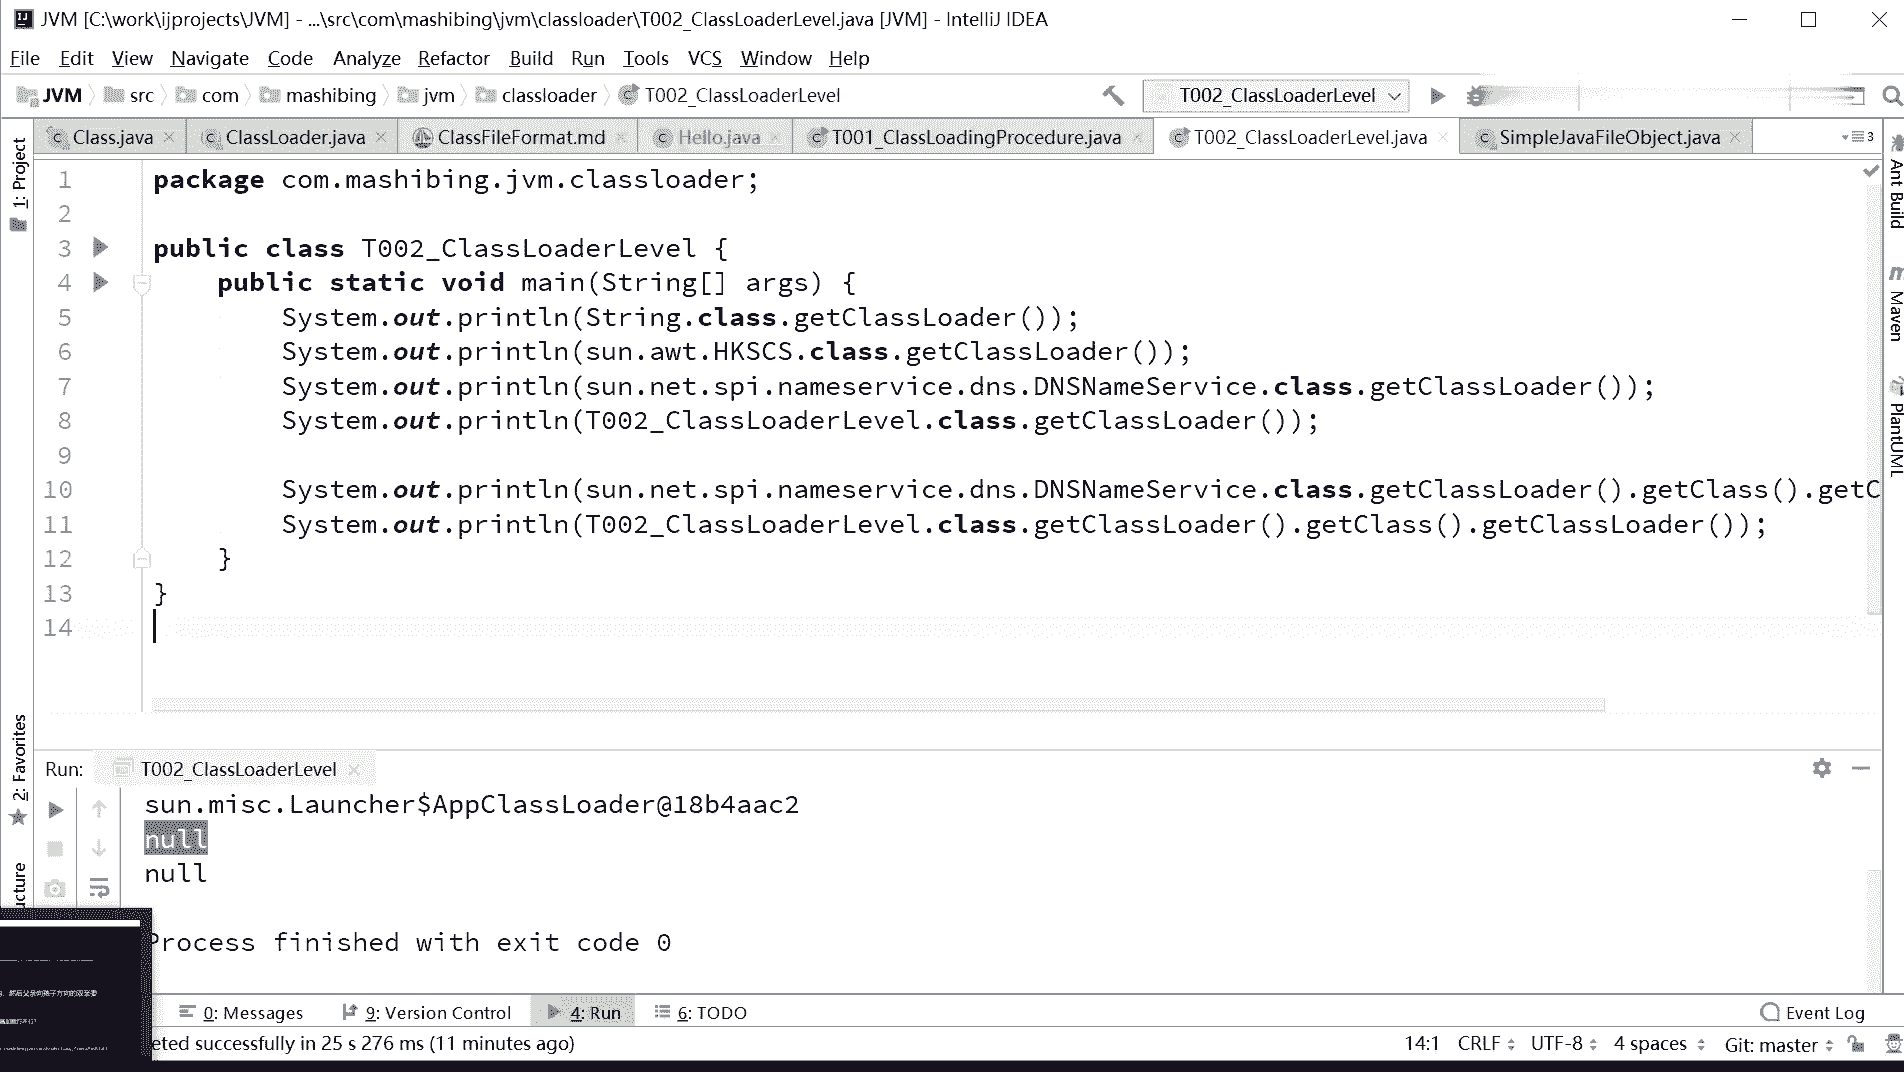 JVM [C:\work\ijprojects\JVM] - ...\src\com\mashibing\jvm\classloader\T002_ClassLoaderLevel.java [JVM] - IntelliJ IDEA
File Edit View Navigate Code Analyze Refactor Build Run Tools VCS Window Help
JVM src com mashibing jvm classloader T002_ClassLoaderLevel T002_ClassLoaderLevel
Class.java ClassLoader.java ClassFileFormat.md Hello.java T001_ClassLoadingProcedure.java T002_ClassLoaderLevel.java SimpleJavaFileObject.java 3
1: Project
Ant Build
Maven
PlantUML
1 package com.mashibing.jvm.classloader;
2
3 public class T002_ClassLoaderLevel {
4 public static void main(String[] args) {
5 System.out.println(String.class.getClassLoader());
6 System.out.println(sun.awt.HKSCS.class.getClassLoader());
7 System.out.println(sun.net.spi.nameservice.dns.DNSNameService.class.getClassLoader());
8 System.out.println(T002_ClassLoaderLevel.class.getClassLoader());
9
10 System.out.println(sun.net.spi.nameservice.dns.DNSNameService.class.getClassLoader().getClass().getC
11 System.out.println(T002_ClassLoaderLevel.class.getClassLoader().getClass().getClassLoader());
12 }
13 }
14
2: Favorites
ucture
Run: T002_ClassLoaderLevel
sun.misc.Launcher$AppClassLoader@18b4aac2
null
null
Process finished with exit code 0
0: Messages 9: Version Control 4: Run 6: TODO Event Log
eted successfully in 25 s 276 ms (11 minutes ago) 14:1 CRLF UTF-8 4 spaces Git: master